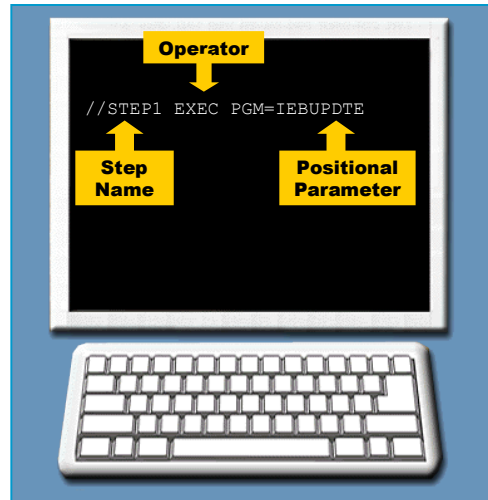 Operator
//STEP1 EXEC PGM=IEBUPDTE
Step
Name
Positional
Parameter